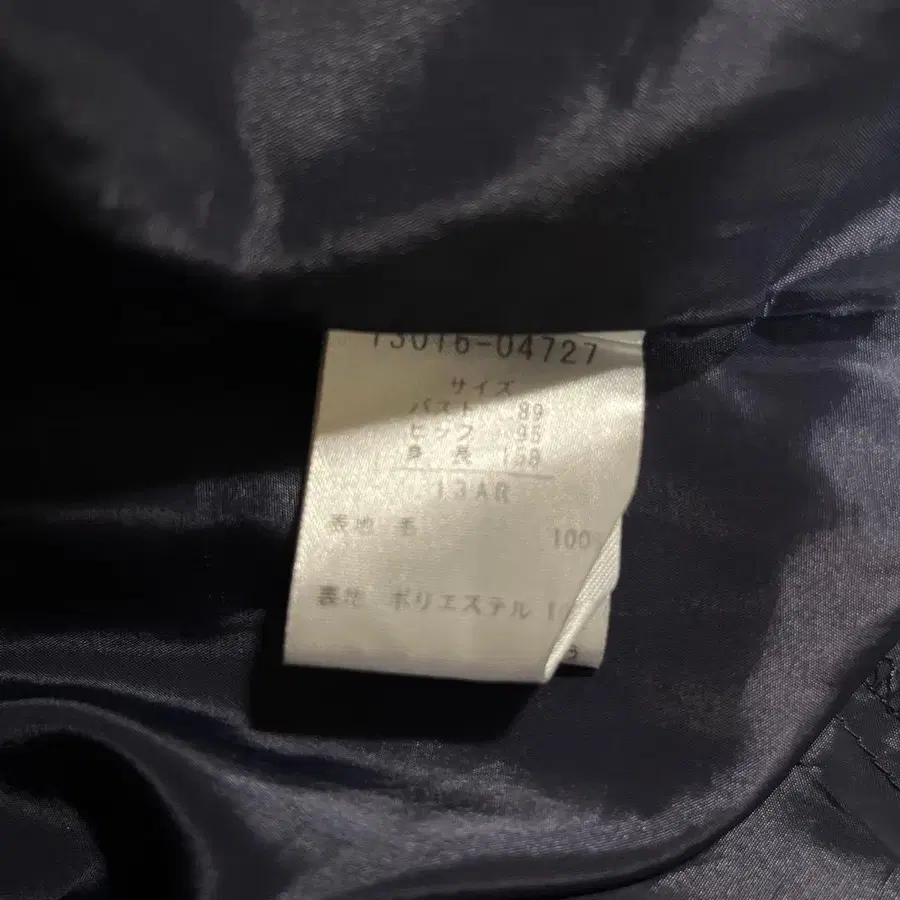 13016-04727
サイズ
バスト 89
ヒップ 95
身長 158
13AR
表地 毛 100
表地 ポリエステル